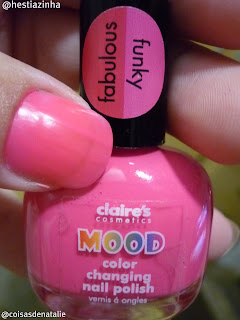 @hestiazinha
fabulous
funky
claire's
cosmetics
MOOD
color
changing
nail polish
vernis à ongles
@coisasdenatalie